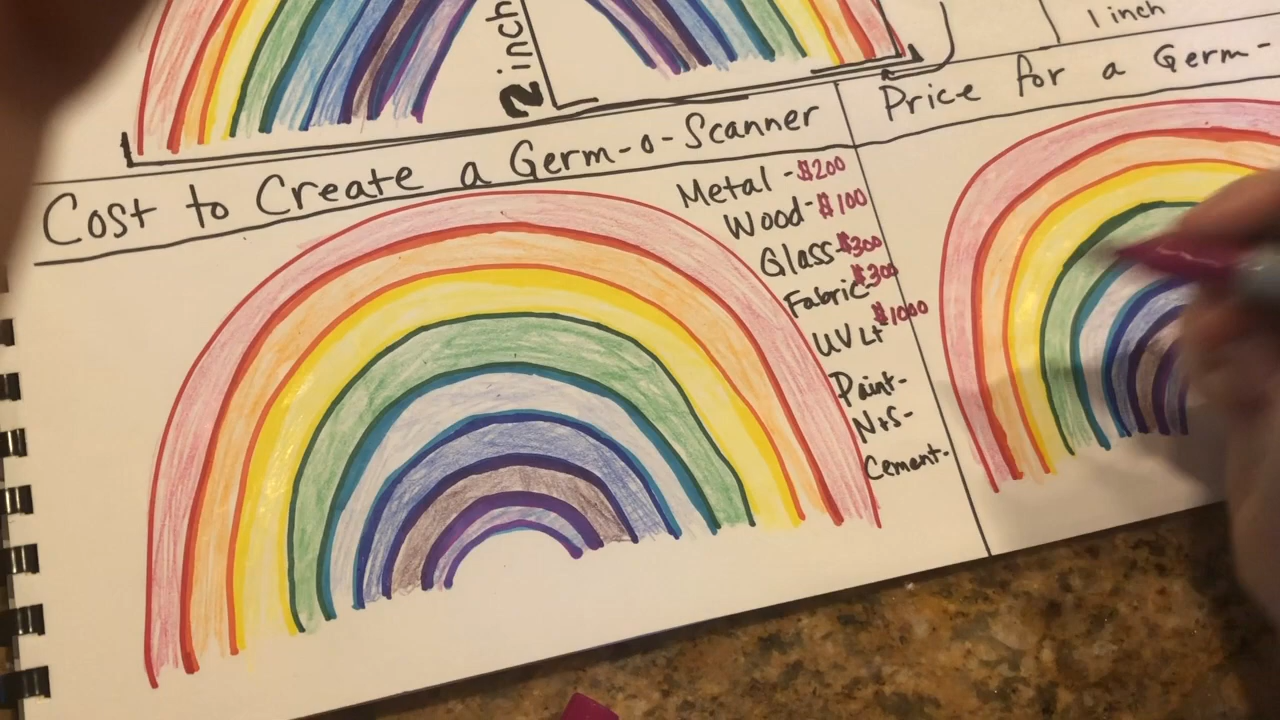 2 inch
1 inch
Cost to Create a Germ-o-Scanner
Metal - $200
Wood - $100
Glass - $300
Fabric - $300
UV Lt $1000
Paint-
N+S-
Cement-
Price for a Germ-